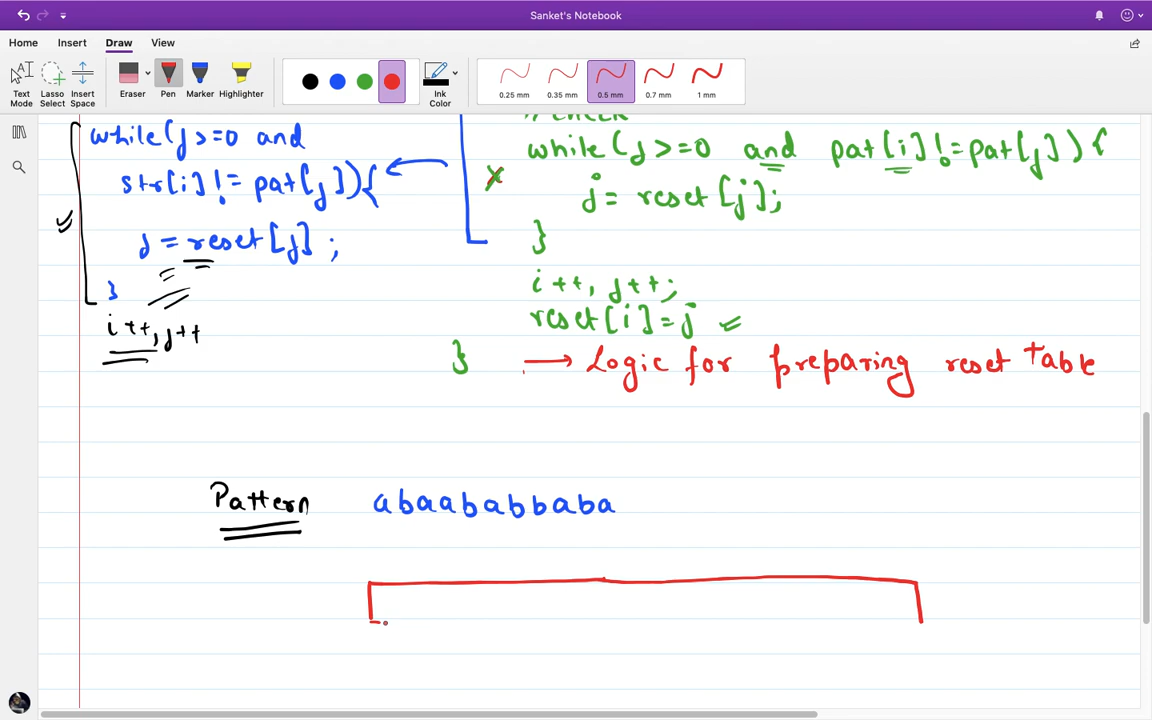 Sanket's Notebook
Home Insert Draw View
Text Mode
Lasso Select
Insert Space
Eraser
Pen
Marker
Highlighter
Ink Color
0.25 mm
0.35 mm
0.5 mm
0.7 mm
1 mm
while(j>=0 and
str[i]!=pat[j]){
j = reset[j] ;
}
i++, j++
while(j>=0 and pat[i]!=pat[j]){
j = reset[j];
}
i++, j++;
reset[i]=j
}
→ Logic for preparing reset table
Pattern abaababbaba